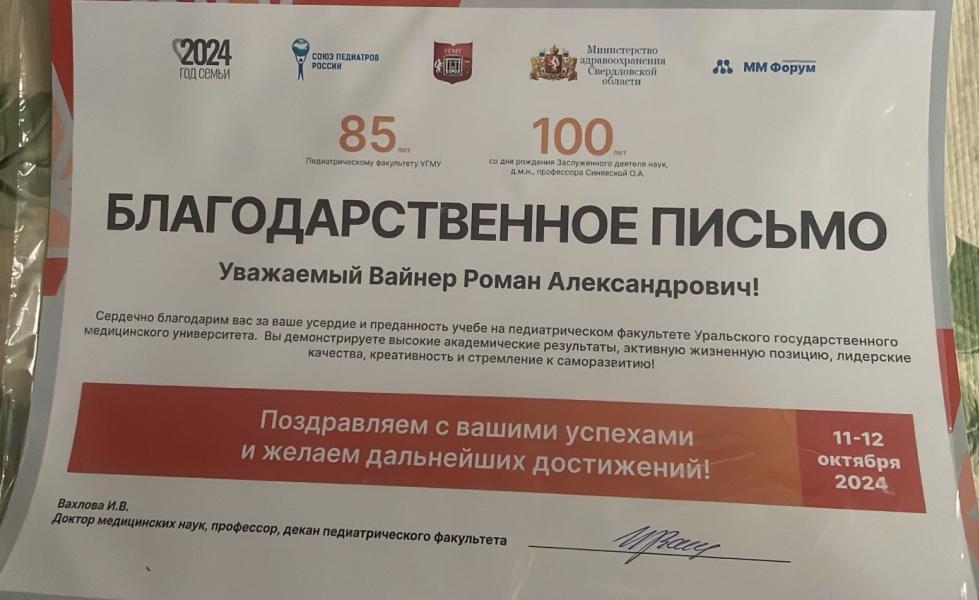 2024
ГОД СЕМЬИ
СОЮЗ ПЕДИАТРОВ
РОССИИ
УГМУ
Министерство
здравоохранения
Свердловской
области
ММ Форум
85 лет
Педиатрическому факультету УГМУ
100 лет
со дня рождения Заслуженного деятеля наук,
д.м.н., профессора Синявской О.А.
БЛАГОДАРСТВЕННОЕ ПИСЬМО
Уважаемый Вайнер Роман Александрович!
Сердечно благодарим вас за ваше усердие и преданность учебе на педиатрическом факультете Уральского государственного
медицинского университета. Вы демонстрируете высокие академические результаты, активную жизненную позицию, лидерские
качества, креативность и стремление к саморазвитию!
Поздравляем с вашими успехами
и желаем дальнейших достижений!
11-12
октября
2024
Вахлова И.В.
Доктор медицинских наук, профессор, декан педиатрического факультета